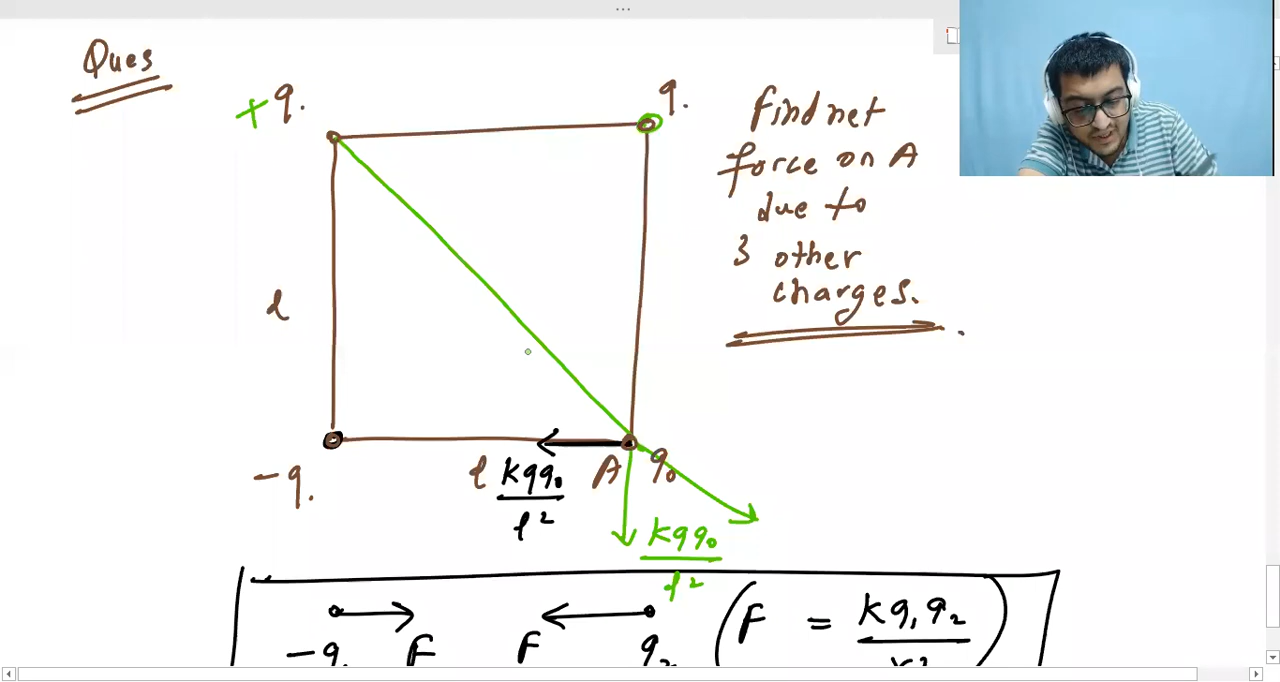 Ques
+q.
q.
Find net
force on A
due to
3 other
charges.
l
-q.
l
A
q₀
kqq₀
l²
kqq₀
l²
-q
F
F
q₂
(F = kq₁q₂